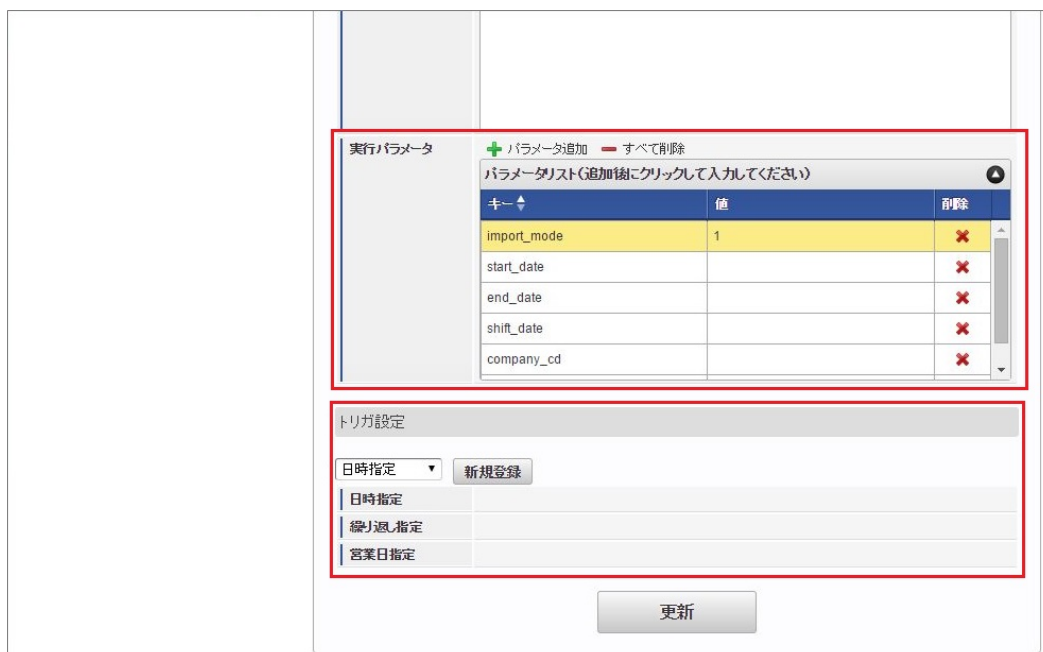 実行パラメータ
パラメータ追加 すべて削除
パラメータリスト(追加後にクリックして入力してください)
キー 値 削除
import_mode 1
start_date
end_date
shift_date
company_cd
トリガ設定
日時指定 新規登録
日時指定
繰り返し指定
営業日指定
更新